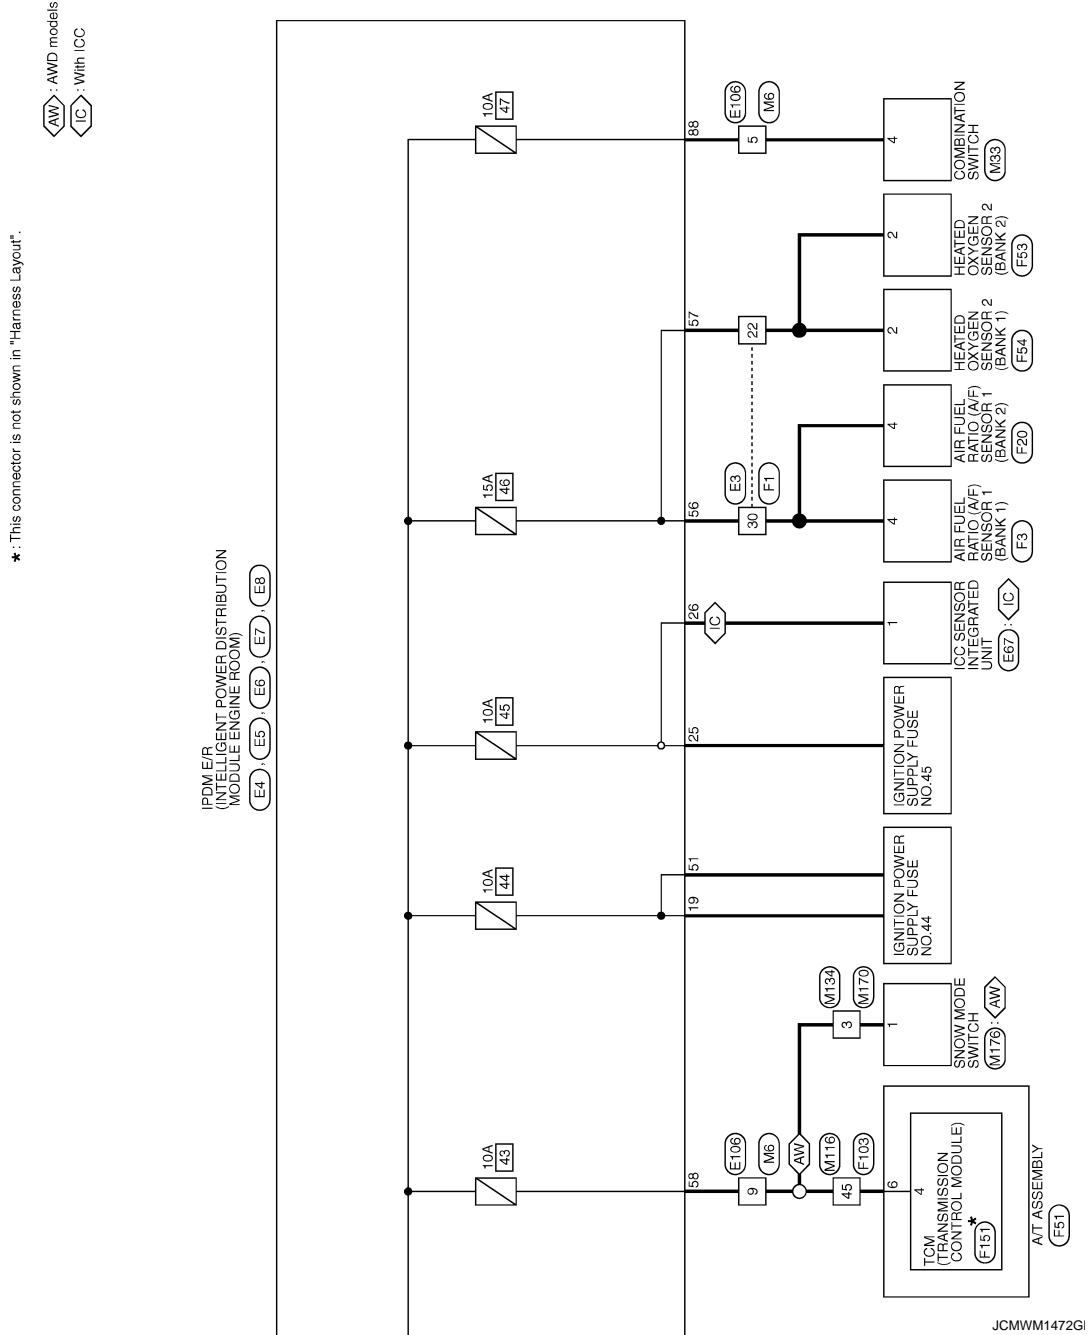 AW : AWD models
IC : With ICC
★ : This connector is not shown in "Harness Layout".
IPDM E/R
(INTELLIGENT POWER DISTRIBUTION
MODULE ENGINE ROOM)
E4 , E5 , E6 , E7 , E8
10A
43
10A
44
10A
45
15A
46
10A
47
58
19
51
25
26
56
57
88
9
E106
M6
AW
45
M116
F103
3
M134
M170
IC
30
E3
F1
22
5
E106
M6
6
4
TCM
(TRANSMISSION
CONTROL MODULE)
★
F151
A/T ASSEMBLY
F51
1
SNOW MODE
SWITCH
M176 : AW
IGNITION POWER
SUPPLY FUSE
NO.44
IGNITION POWER
SUPPLY FUSE
NO.45
1
ICC SENSOR
INTEGRATED
UNIT
E67 : IC
4
AIR FUEL
RATIO (A/F)
SENSOR 1
(BANK 1)
F3
4
AIR FUEL
RATIO (A/F)
SENSOR 1
(BANK 2)
F20
2
HEATED
OXYGEN
SENSOR 2
(BANK 1)
F54
2
HEATED
OXYGEN
SENSOR 2
(BANK 2)
F53
4
COMBINATION
SWITCH
M33
JCMWM1472G